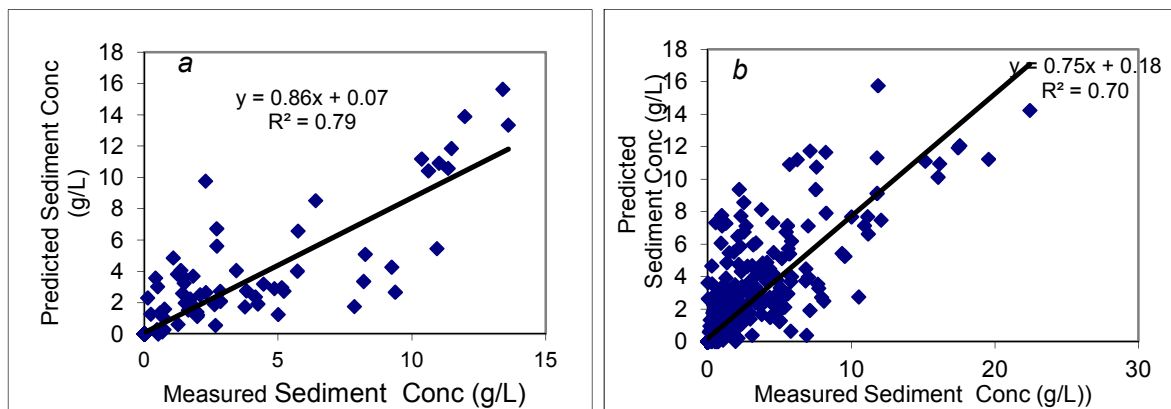 a
y = 0.86x + 0.07
R² = 0.79
Predicted Sediment Conc
(g/L)
18
16
14
12
10
8
6
4
2
0
0
5
10
15
Measured Sediment Conc (g/L)
b
y = 0.75x + 0.18
R² = 0.70
Predicted
Sediment Conc (g/L)
18
16
14
12
10
8
6
4
2
0
0
10
20
30
Measured Sediment Conc (g/L))